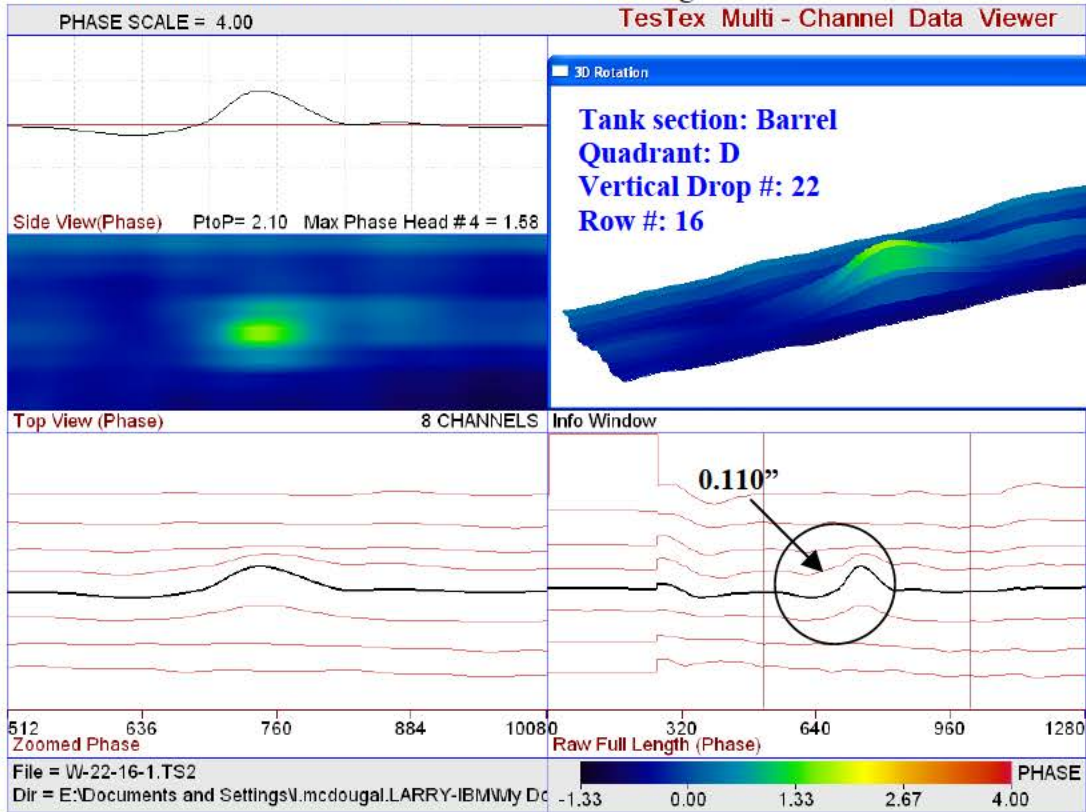 PHASE SCALE = 4.00
TesTex Multi - Channel Data Viewer
3D Rotation
Tank section: Barrel
Quadrant: D
Vertical Drop #: 22
Row #: 16
Side View(Phase) PtoP= 2.10 Max Phase Head # 4 = 1.58
Top View (Phase) 8 CHANNELS
Info Window
0.110”
512 636 760 884 1008
Zoomed Phase
0 320 640 960 1280
Raw Full Length (Phase)
File = W-22-16-1.TS2
Dir = E:\Documents and Settings\l.mcdougal.LARRY-IBM\My Do
PHASE
-1.33 0.00 1.33 2.67 4.00